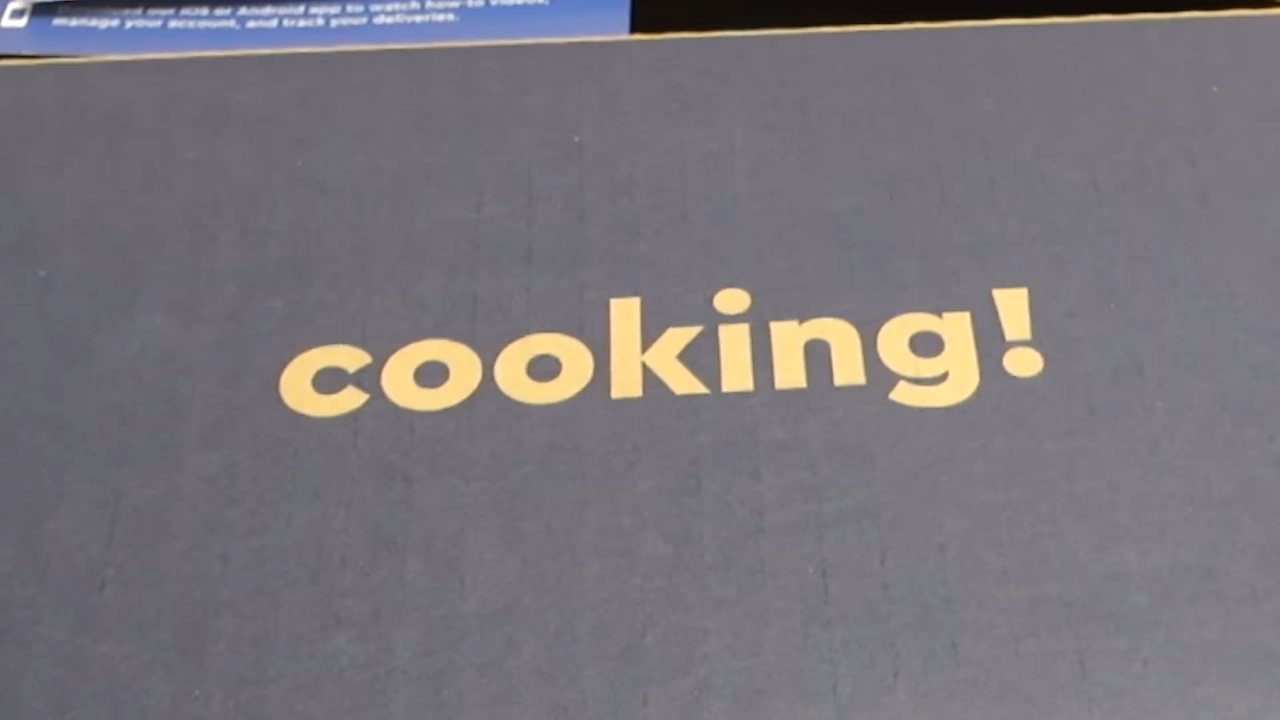 our iOS or Android app to watch how-to videos,
manage your account, and track your deliveries.
cooking!